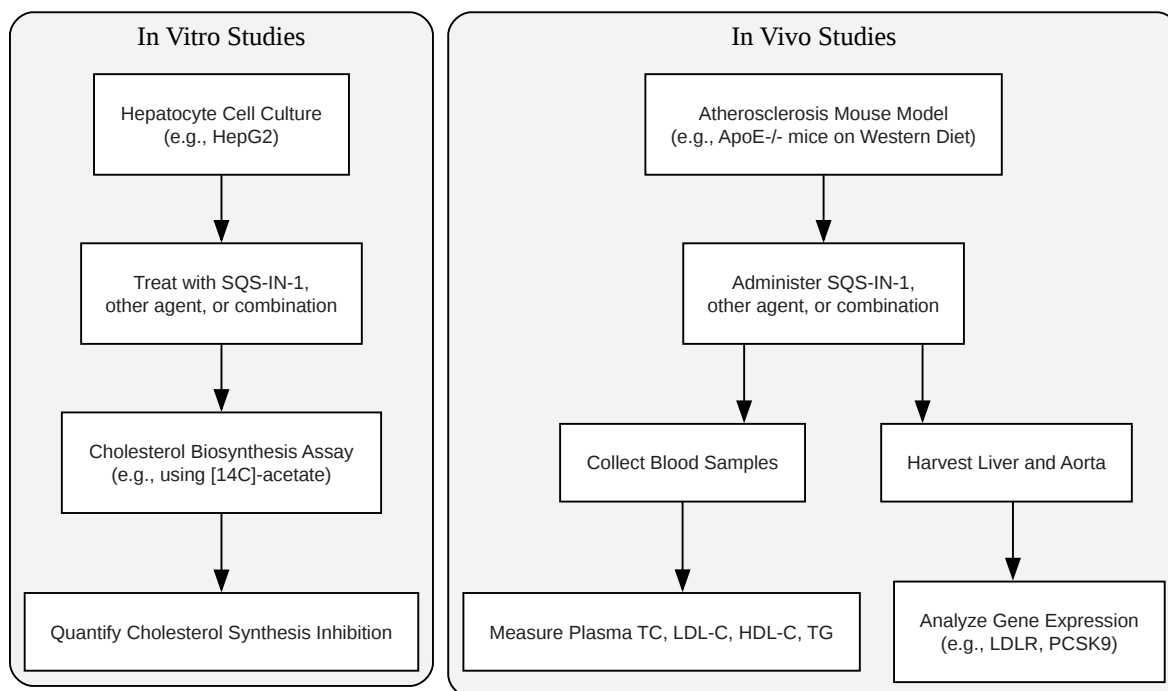 In Vitro Studies
Hepatocyte Cell Culture
(e.g., HepG2)
Treat with SQS-IN-1,
other agent, or combination
Cholesterol Biosynthesis Assay
(e.g., using [14C]-acetate)
Quantify Cholesterol Synthesis Inhibition
In Vivo Studies
Atherosclerosis Mouse Model
(e.g., ApoE-/- mice on Western Diet)
Administer SQS-IN-1,
other agent, or combination
Collect Blood Samples
Harvest Liver and Aorta
Measure Plasma TC, LDL-C, HDL-C, TG
Analyze Gene Expression
(e.g., LDLR, PCSK9)